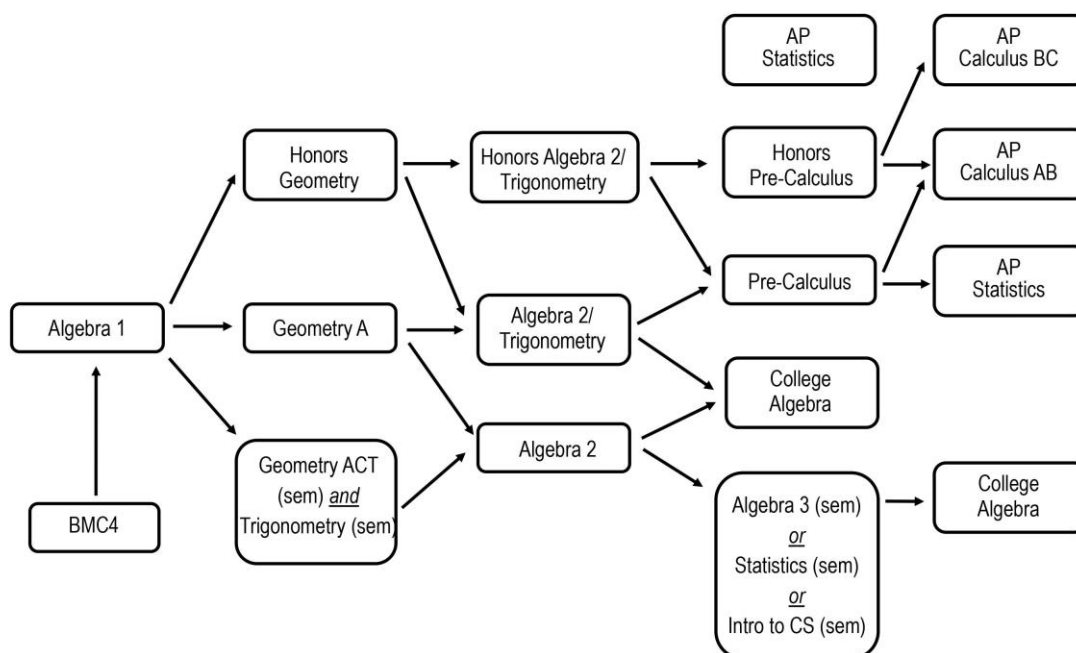 AP
Statistics
AP
Calculus BC
Honors
Geometry
Honors Algebra 2/
Trigonometry
Honors
Pre-Calculus
AP
Calculus AB
Algebra 1
Geometry A
Algebra 2/
Trigonometry
Pre-Calculus
AP
Statistics
College
Algebra
BMC4
Geometry ACT
(sem) and
Trigonometry (sem)
Algebra 2
Algebra 3 (sem)
or
Statistics (sem)
or
Intro to CS (sem)
College
Algebra